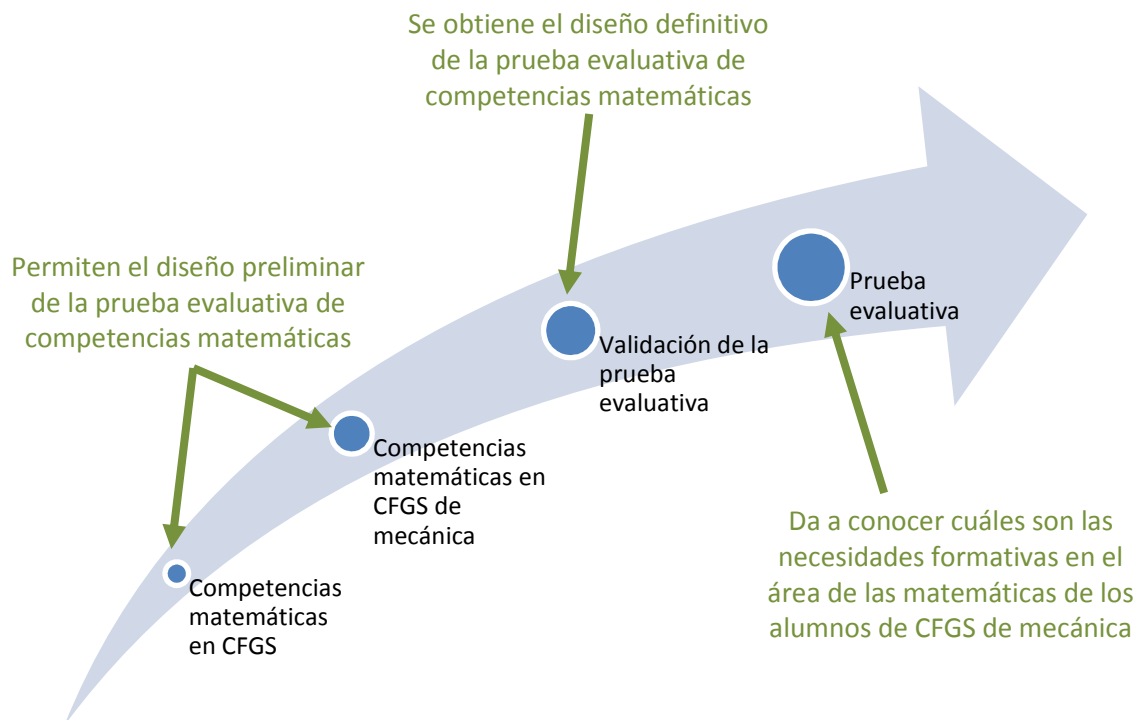 Se obtiene el diseño definitivo
de la prueba evaluativa de
competencias matemáticas
Permiten el diseño preliminar
de la prueba evaluativa de
competencias matemáticas
Prueba
evaluativa
Validación de la
prueba
evaluativa
Competencias
matemáticas en
CFGS de
mecánica
Competencias
matemáticas
en CFGS
Da a conocer cuáles son las
necesidades formativas en el
área de las matemáticas de los
alumnos de CFGS de mecánica